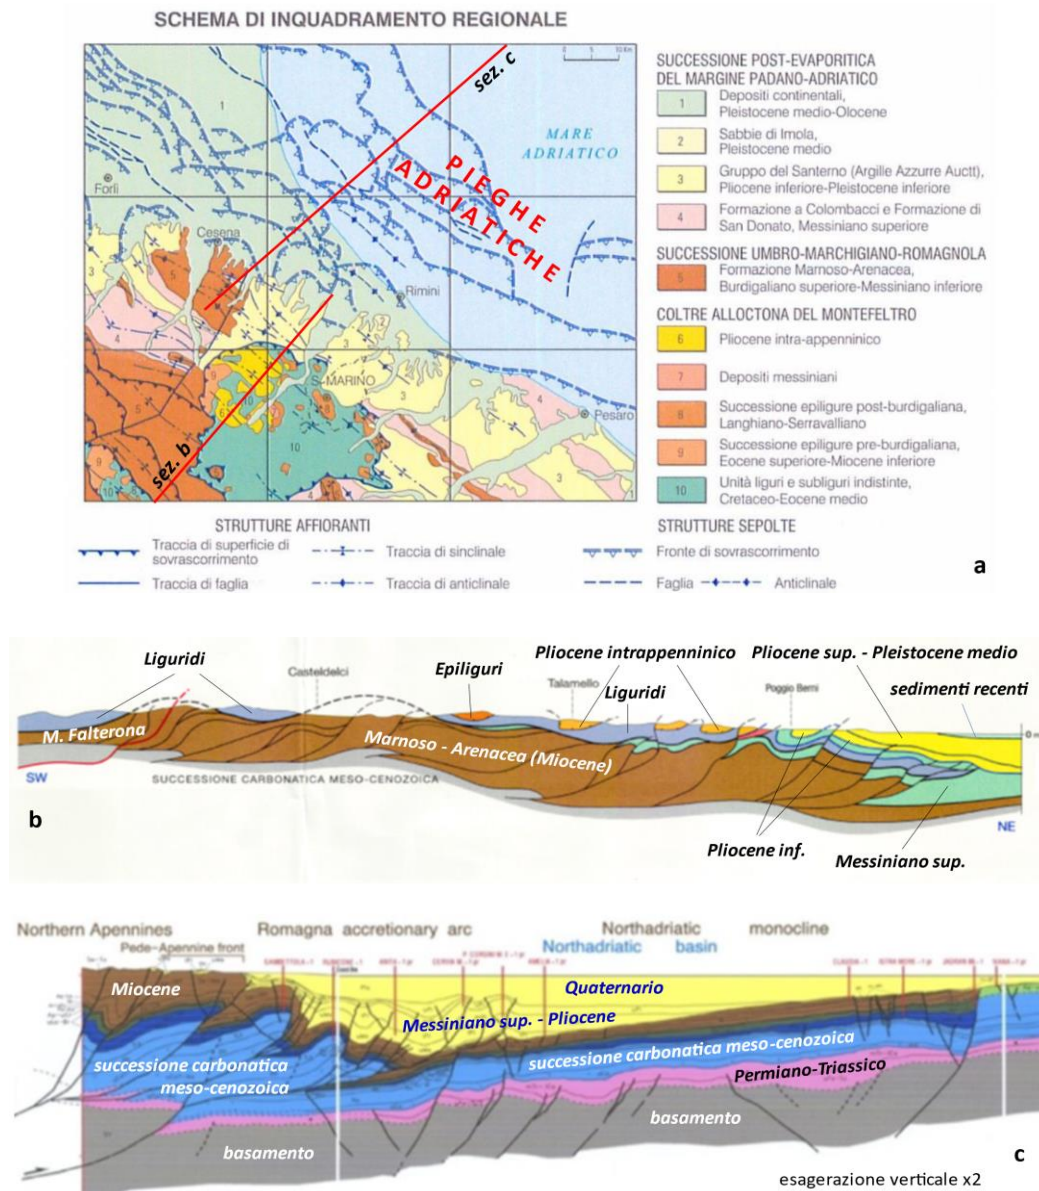 SCHEMA DI INQUADRAMENTO REGIONALE
sez. c
0 5 10 Km
1
MARE
ADRIATICO
PIEGHE
ADRIATICHE
Forlì
Cesena
Rimini
S. MARINO
Pesaro
sez. b
SUCCESSIONE POST-EVAPORITICA
DEL MARGINE PADANO-ADRIATICO
1 Depositi continentali,
Pleistocene medio-Olocene
2 Sabbie di Imola,
Pleistocene medio
3 Gruppo del Santerno (Argille Azzurre Auctt),
Pliocene inferiore-Pleistocene inferiore
4 Formazione a Colombacci e Formazione di
San Donato, Messiniano superiore
SUCCESSIONE UMBRO-MARCHIGIANO-ROMAGNOLA
5 Formazione Marnoso-Arenacea,
Burdigaliano superiore-Messiniano inferiore
COLTRE ALLOCTONA DEL MONTEFELTRO
6 Pliocene intra-appenninico
7 Depositi messiniani
8 Successione epiligure post-burdigaliana,
Langhiano-Serravalliano
9 Successione epiligure pre-burdigaliana,
Eocene superiore-Miocene inferiore
10 Unità liguri e subliguri indistinte,
Cretaceo-Eocene medio
STRUTTURE AFFIORANTI
Traccia di superficie di
sovrascorrimento
Traccia di sinclinale
Traccia di faglia
Traccia di anticlinale
STRUTTURE SEPOLTE
Fronte di sovrascorrimento
Faglia
Anticlinale
a
Liguridi
Casteldelci
Epiliguri
Pliocene intrappenninico
Talamello
Liguridi
Pliocene sup. - Pleistocene medio
Poggio Berni
sedimenti recenti
0 m
M. Falterona
Marnoso - Arenacea (Miocene)
SW
SUCCESSIONE CARBONATICA MESO-CENOZOICA
b
Pliocene inf.
Messiniano sup.
NE
Northern Apennines
Romagna accretionary arc
Northadriatic monocline
Pede-Apennine front
Northadriatic basin
Miocene
Quaternario
Messiniano sup. - Pliocene
successione carbonatica
meso-cenozoica
successione carbonatica meso-cenozoica
Permiano-Triassico
basamento
basamento
c
esagerazione verticale x2